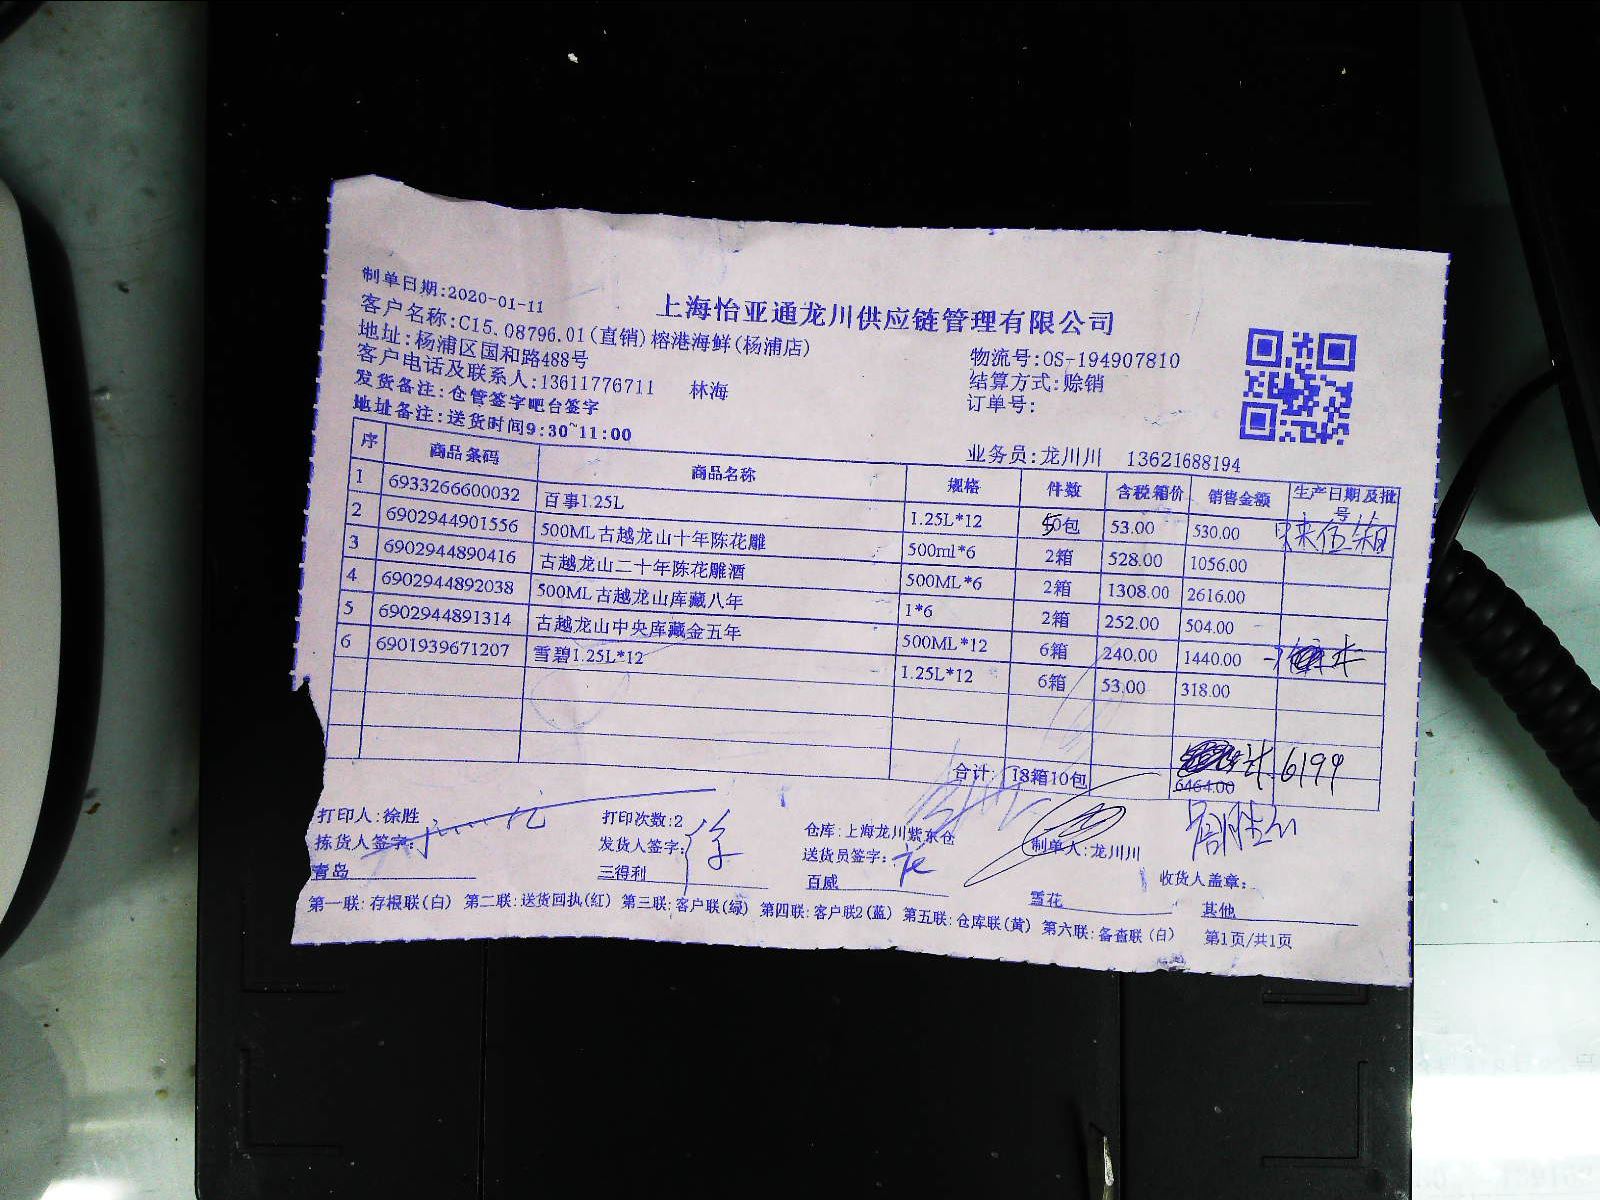 制单日期:2020-01-11
上海怡亚通龙川供应链管理有限公司
客户名称:C15.08796.01(直销)榕港海鲜(杨浦店)
物流号:OS-194907810
地址:杨浦区国和路488号
结算方式:赊销
客户电话及联系人:13611776711 林海
订单号:
发货备注:仓管签字吧台签字
地址备注:送货时间9:30~11:00
业务员:龙川川 13621688194
序 商品条码 商品名称 规格 件数 含税箱价 销售金额 生产日期及批号
1 6933266600032 百事1.25L 1.25L*12 50包 53.00 530.00 来伍箱
2 6902944901556 500ML古越龙山十年陈花雕 500ml*6 2箱 528.00 1056.00
3 6902944890416 古越龙山二十年陈花雕酒 500ML*6 2箱 1308.00 2616.00
4 6902944892038 500ML古越龙山库藏八年 1*6 2箱 252.00 504.00
5 6902944891314 古越龙山中央库藏金五年 500ML*12 6箱 240.00 1440.00
6 6901939671207 雪碧1.25L*12 1.25L*12 6箱 53.00 318.00
合计: 18箱10包 6464.00 计6199
打印人:徐胜 打印次数:2 仓库:上海龙川紫东仓 制单人:龙川川
拣货人签字: 发货人签字: 送货员签字: 收货人盖章:
青岛 三得利 百威 雪花 其他
第一联:存根联(白) 第二联:送货回执(红) 第三联:客户联(绿) 第四联:客户联2(蓝) 第五联:仓库联(黄) 第六联:备查联(白) 第1页/共1页